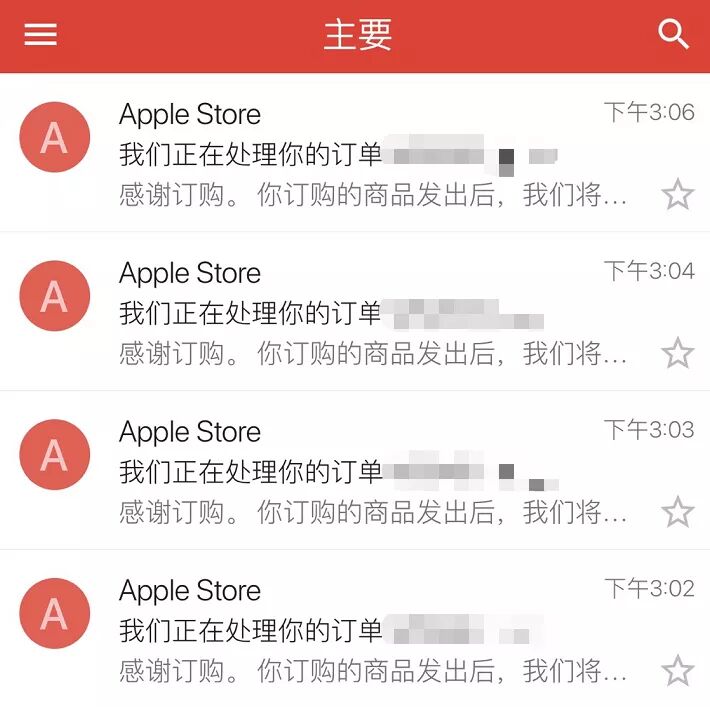 主要
A
Apple Store
下午3:06
我们正在处理你的订单
感谢订购。 你订购的商品发出后，我们将...
A
Apple Store
下午3:04
我们正在处理你的订单
感谢订购。 你订购的商品发出后，我们将...
A
Apple Store
下午3:03
我们正在处理你的订单
感谢订购。 你订购的商品发出后，我们将...
A
Apple Store
下午3:02
我们正在处理你的订单
感谢订购。 你订购的商品发出后，我们将...